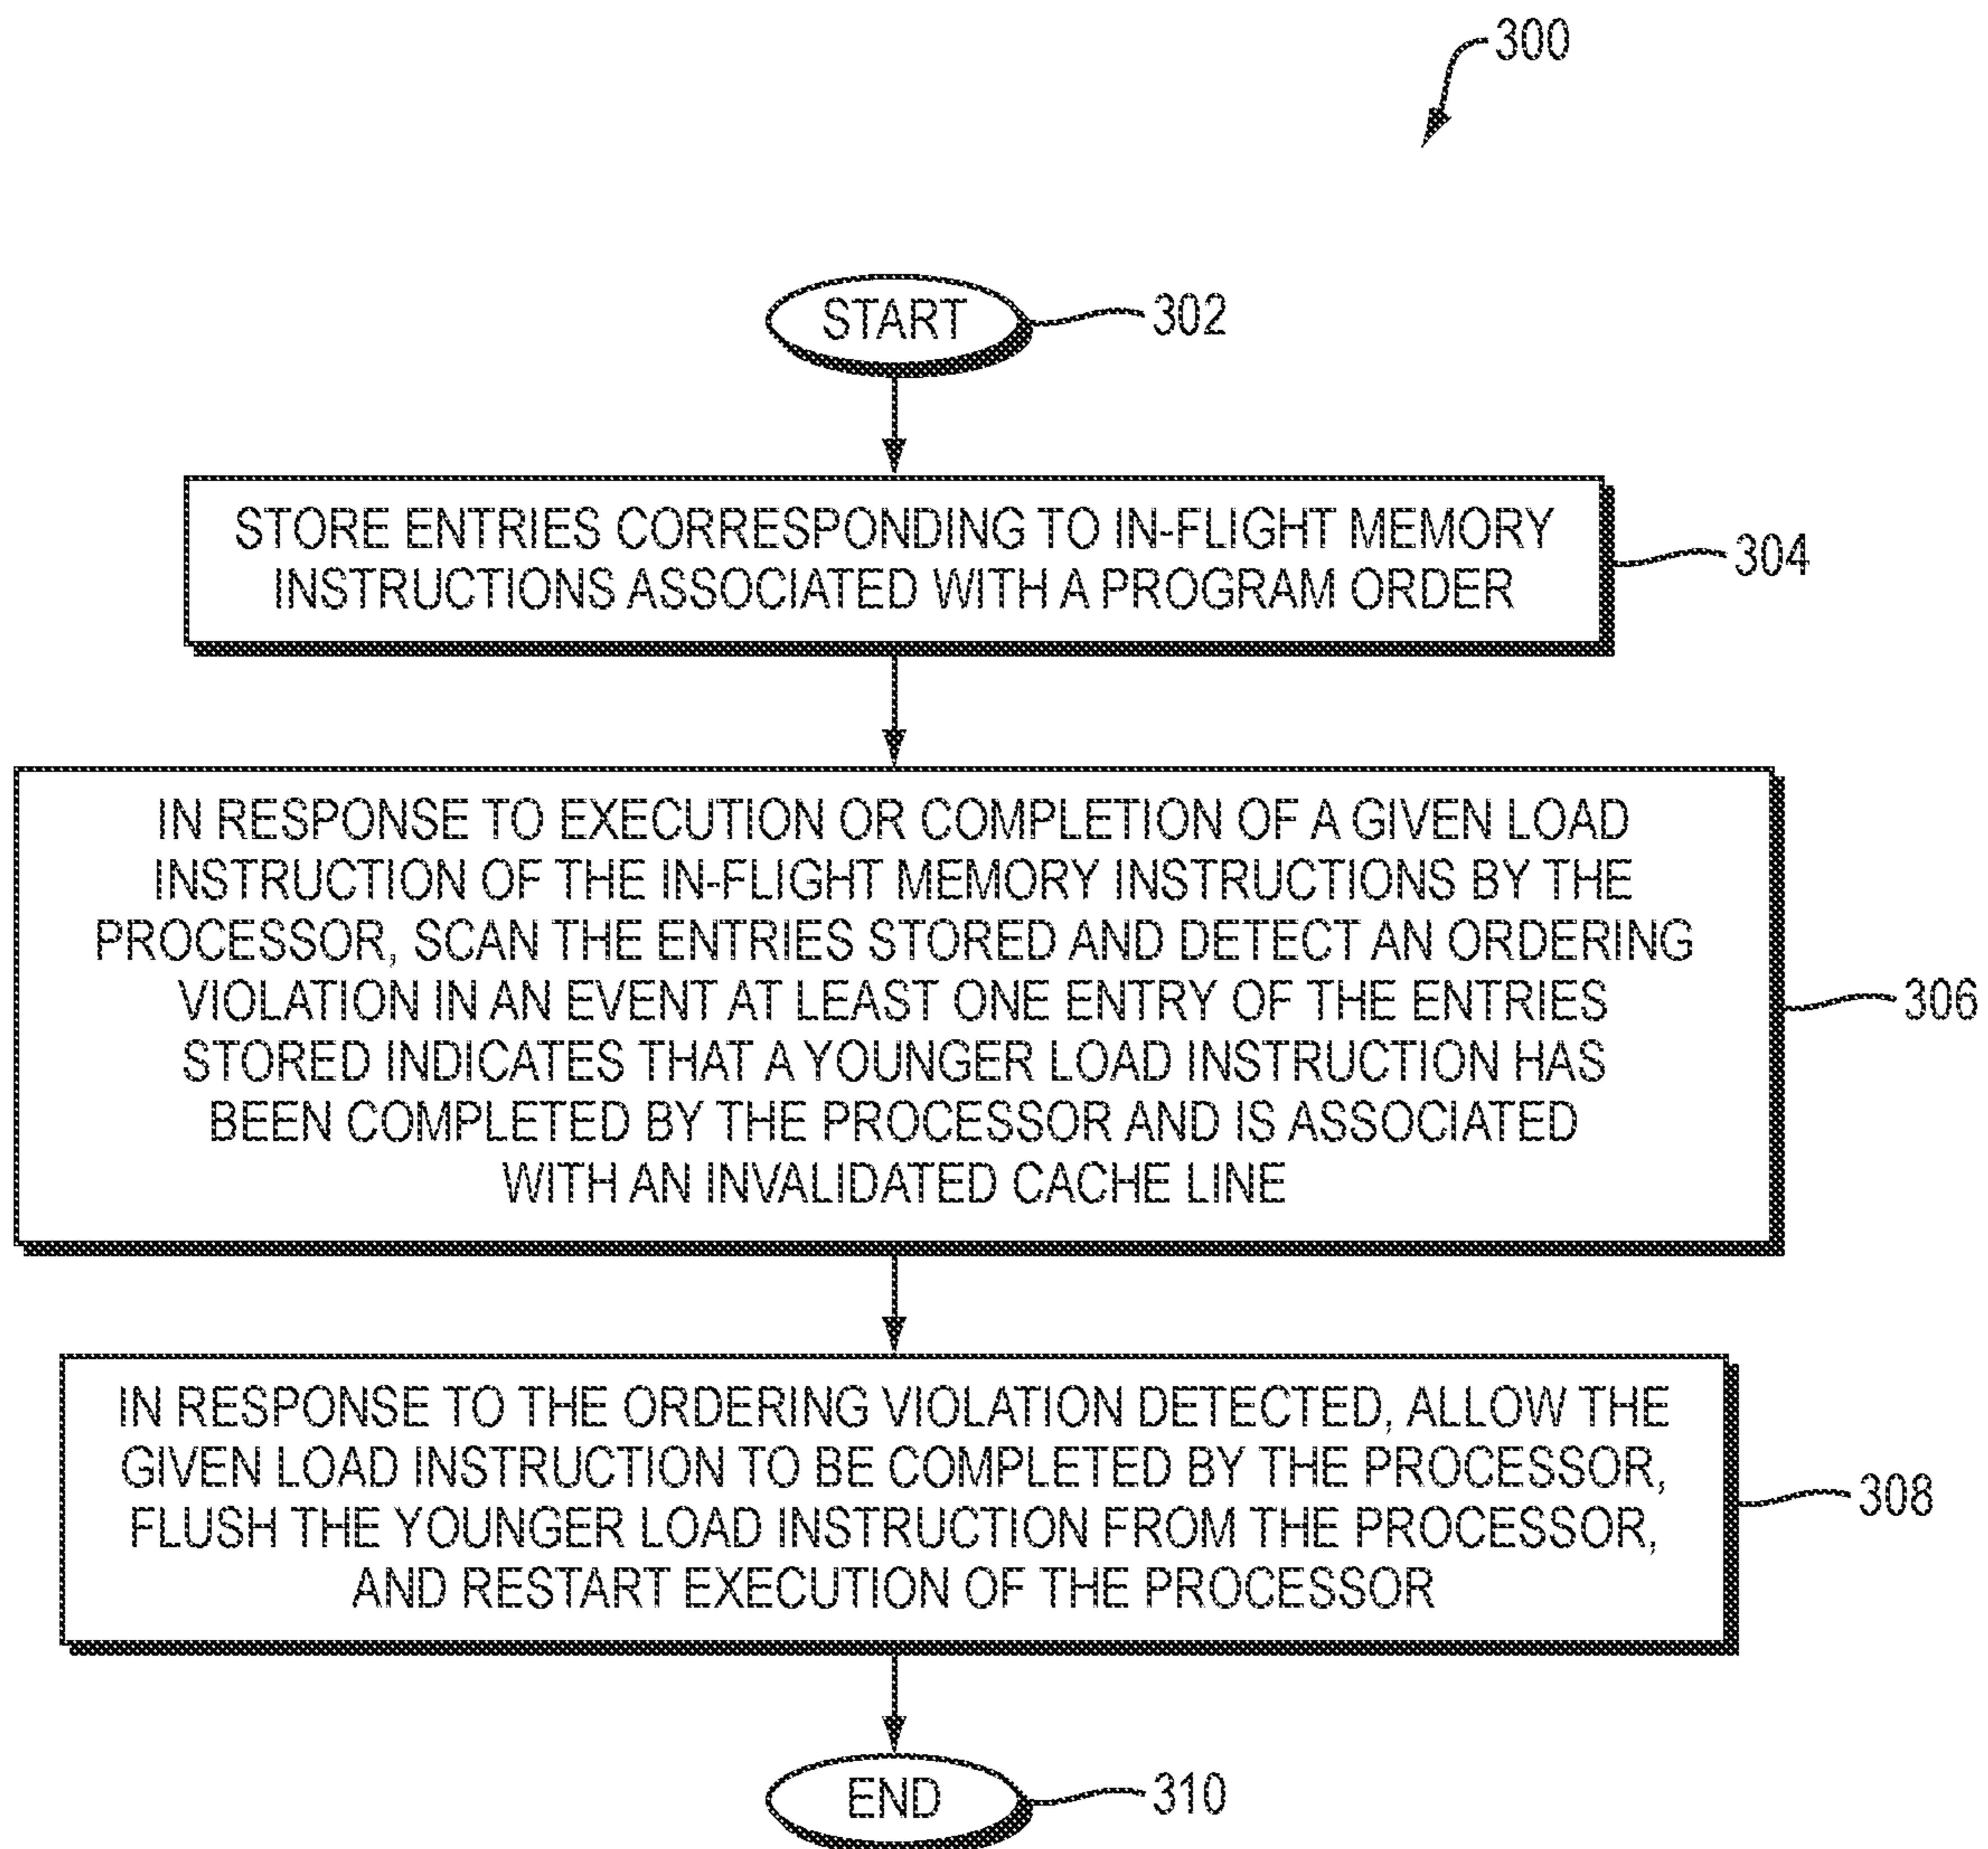 300
START
302
STORE ENTRIES CORRESPONDING TO IN-FLIGHT MEMORY
INSTRUCTIONS ASSOCIATED WITH A PROGRAM ORDER
304
IN RESPONSE TO EXECUTION OR COMPLETION OF A GIVEN LOAD
INSTRUCTION OF THE IN-FLIGHT MEMORY INSTRUCTIONS BY THE
PROCESSOR, SCAN THE ENTRIES STORED AND DETECT AN ORDERING
VIOLATION IN AN EVENT AT LEAST ONE ENTRY OF THE ENTRIES
STORED INDICATES THAT A YOUNGER LOAD INSTRUCTION HAS
BEEN COMPLETED BY THE PROCESSOR AND IS ASSOCIATED
WITH AN INVALIDATED CACHE LINE
306
IN RESPONSE TO THE ORDERING VIOLATION DETECTED, ALLOW THE
GIVEN LOAD INSTRUCTION TO BE COMPLETED BY THE PROCESSOR,
FLUSH THE YOUNGER LOAD INSTRUCTION FROM THE PROCESSOR,
AND RESTART EXECUTION OF THE PROCESSOR
308
END
310